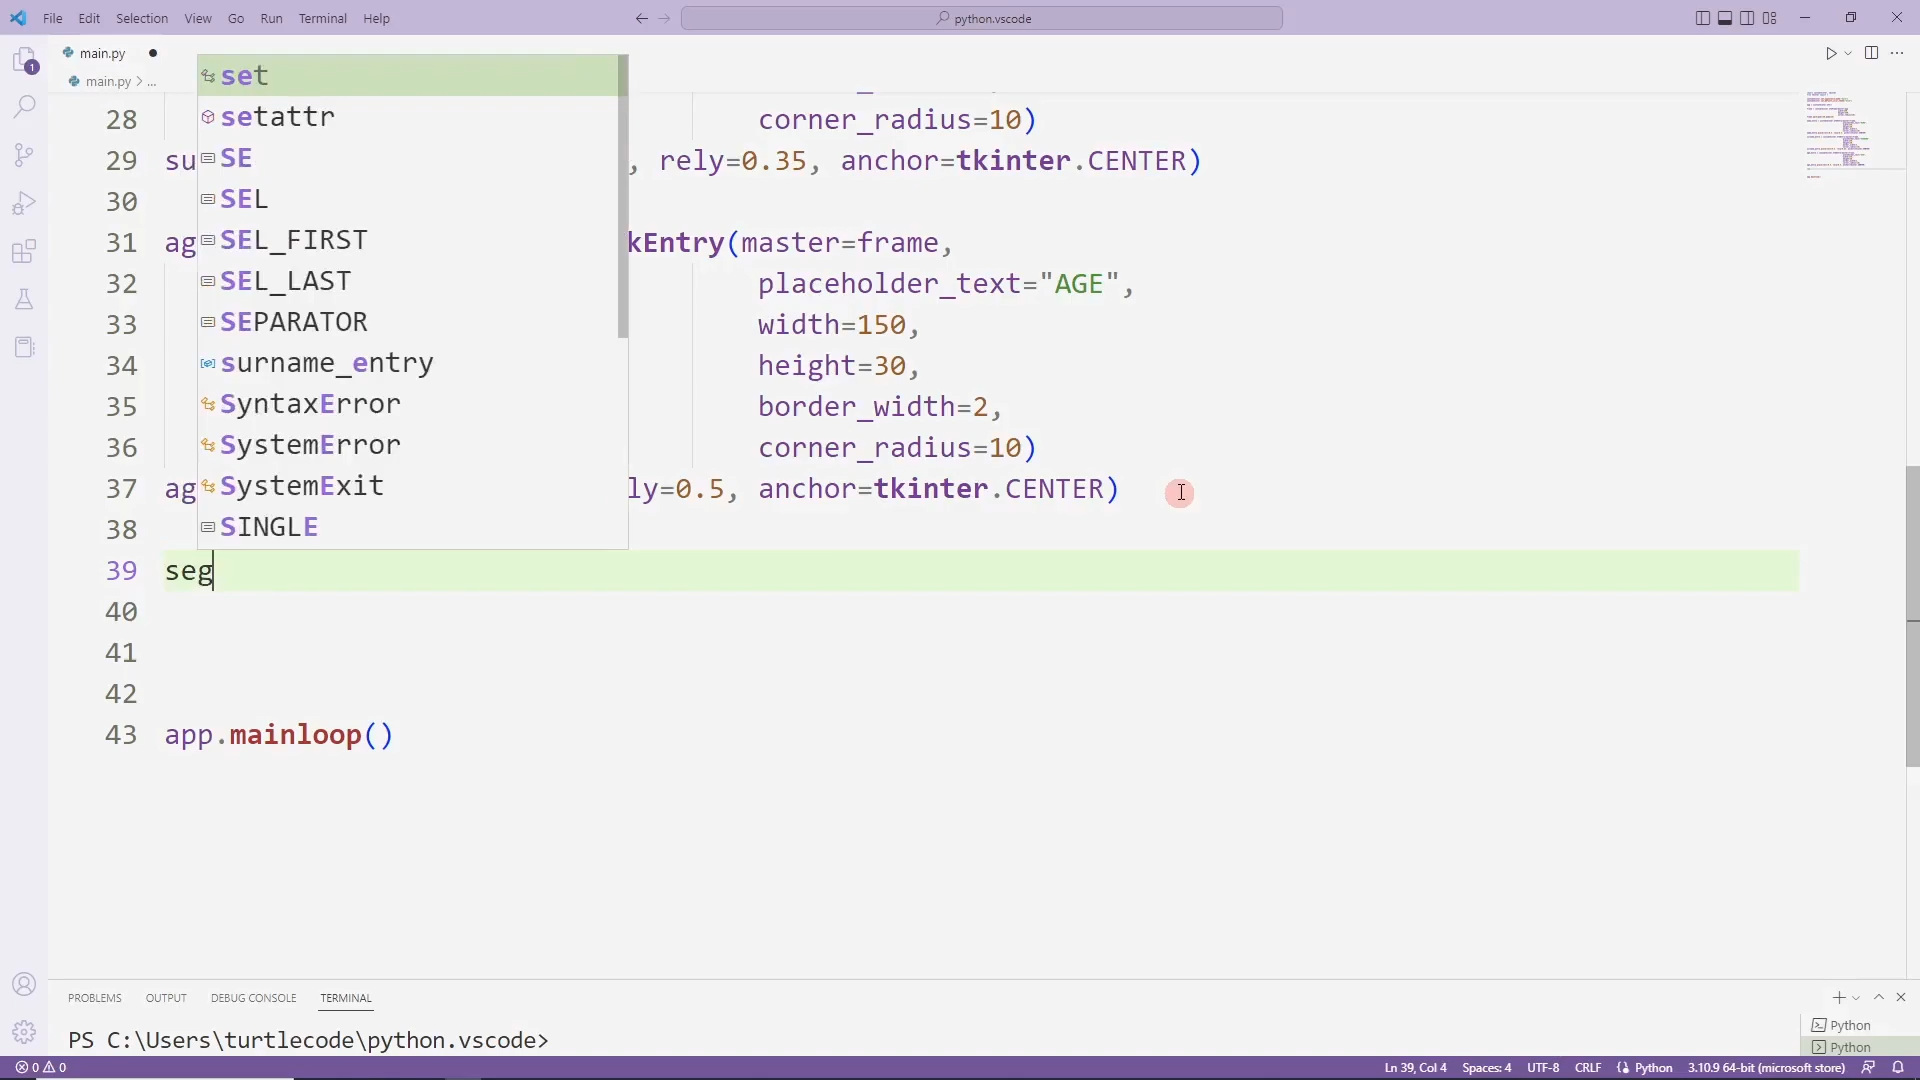 File Edit Selection View Go Run Terminal Help
python.vscode
main.py
main.py > ...
28 corner_radius=10)
29 su , rely=0.35, anchor=tkinter.CENTER)
30
31 ag kEntry(master=frame,
32 placeholder_text="AGE",
33 width=150,
34 height=30,
35 border_width=2,
36 corner_radius=10)
37 ag ly=0.5, anchor=tkinter.CENTER)
38
39 seg
40
41
42
43 app.mainloop()
set
setattr
SE
SEL
SEL_FIRST
SEL_LAST
SEPARATOR
surname_entry
SyntaxError
SystemError
SystemExit
SINGLE
1
PROBLEMS OUTPUT DEBUG CONSOLE TERMINAL
PS C:\Users\turtlecode\python.vscode>
Python
Python
0 0 Ln 39, Col 4 Spaces: 4 UTF-8 CRLF Python 3.10.9 64-bit (microsoft store)